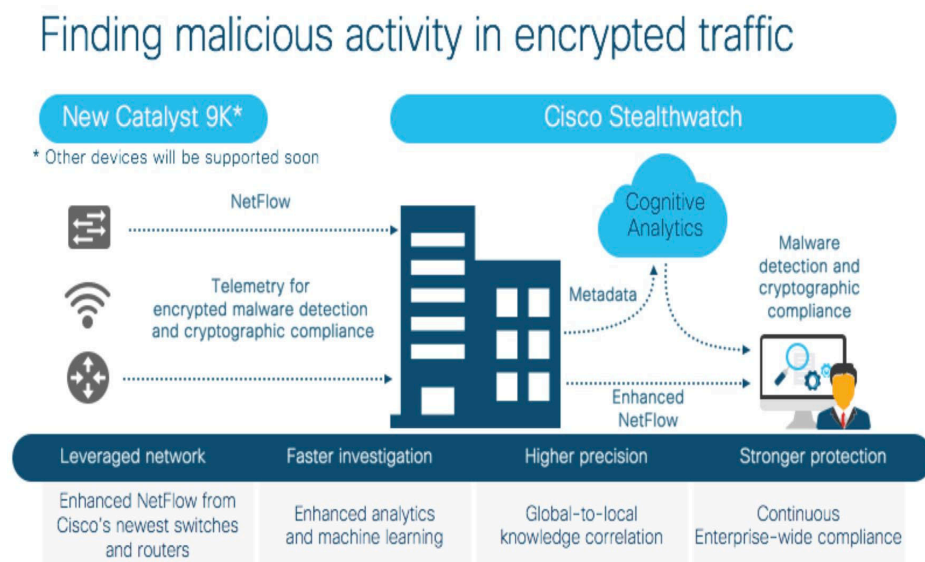 Finding malicious activity in encrypted traffic
New Catalyst 9K*
Cisco Stealthwatch
* Other devices will be supported soon
NetFlow
Telemetry for
encrypted malware detection
and cryptographic compliance
Cognitive
Analytics
Metadata
Malware
detection and
cryptographic
compliance
Enhanced
NetFlow
Leveraged network
Faster investigation
Higher precision
Stronger protection
Enhanced NetFlow from
Cisco's newest switches
and routers
Enhanced analytics
and machine learning
Global-to-local
knowledge correlation
Continuous
Enterprise-wide compliance